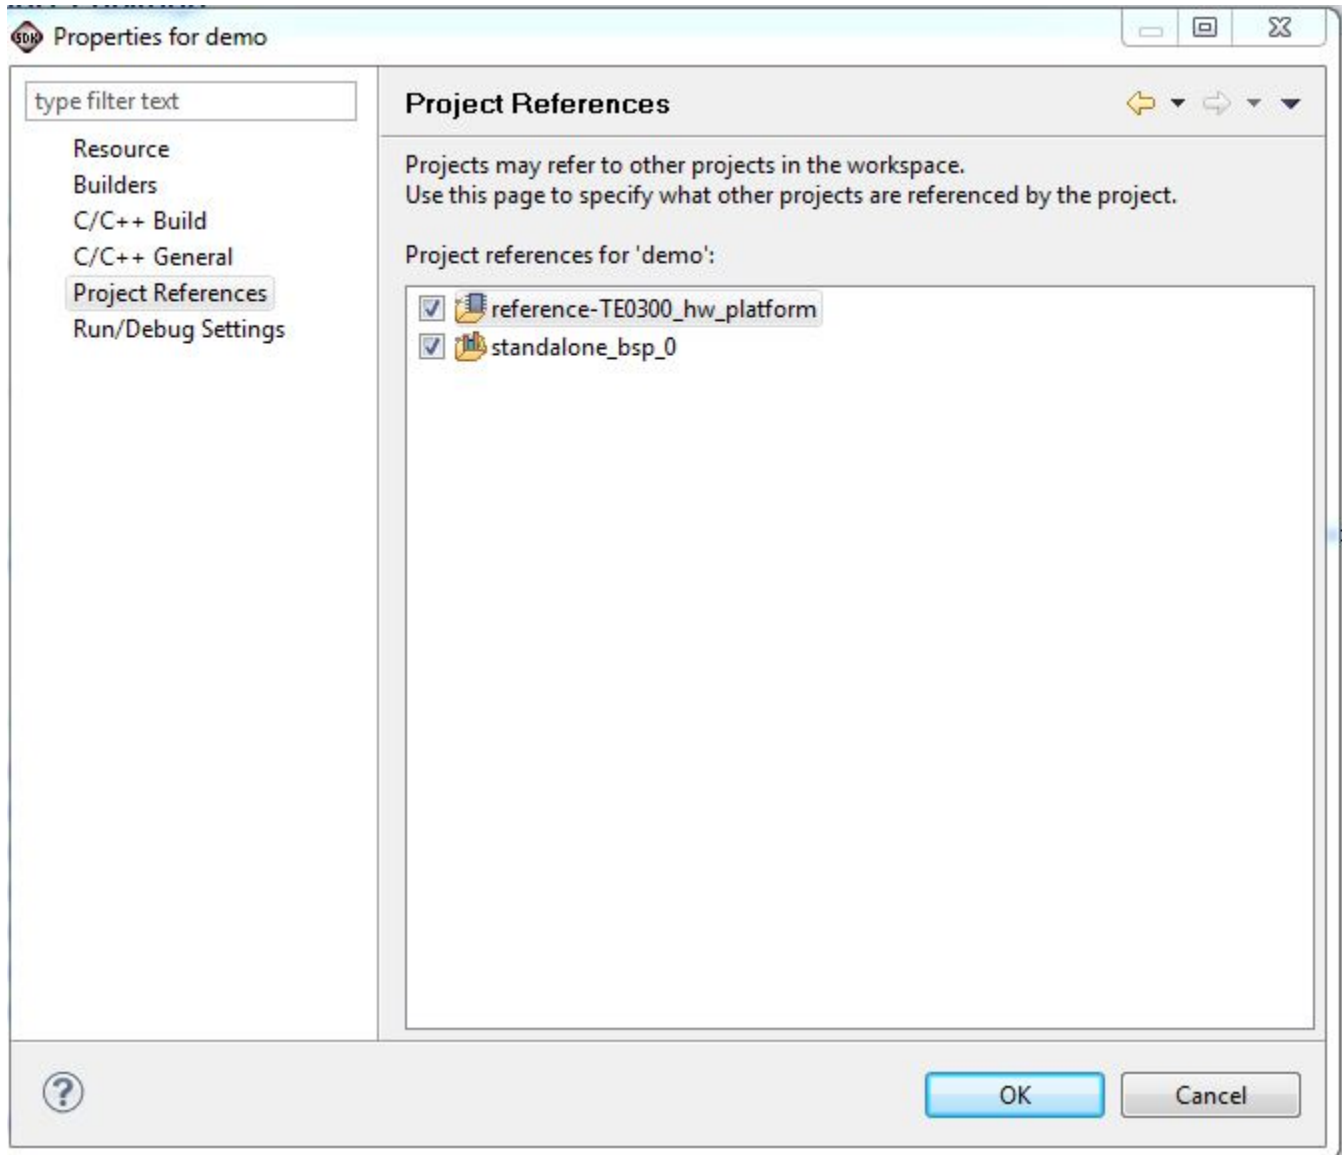 SDK Properties for demo
type filter text
Resource
Builders
C/C++ Build
C/C++ General
Project References
Run/Debug Settings
Project References
Projects may refer to other projects in the workspace.
Use this page to specify what other projects are referenced by the project.
Project references for 'demo':
reference-TE0300_hw_platform
standalone_bsp_0
?
OK
Cancel